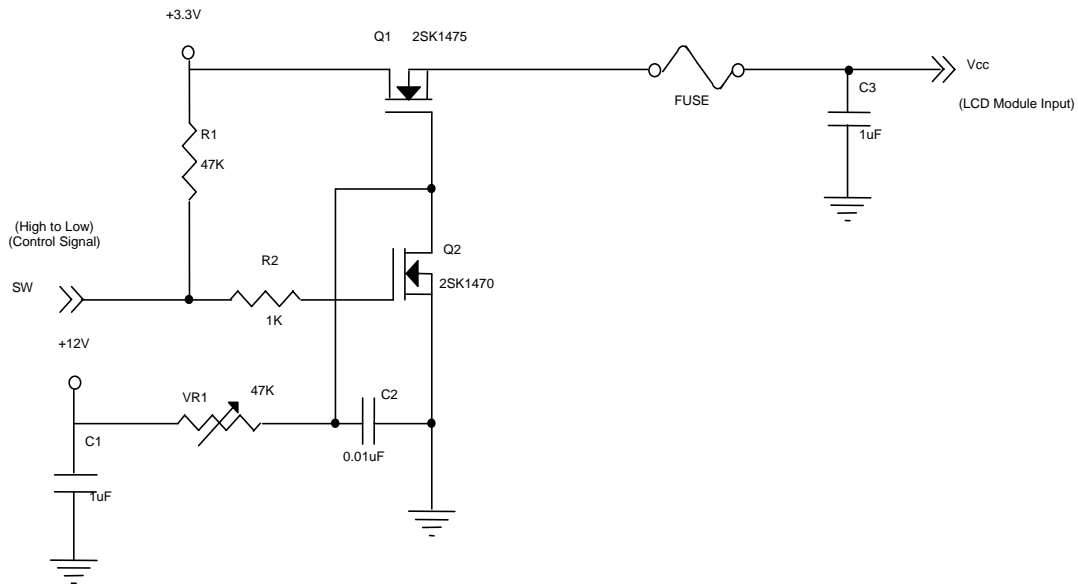 +3.3V
Q1
2SK1475
Vcc
C3
FUSE
(LCD Module Input)
R1
1uF
47K
(High to Low)
(Control Signal)
Q2
R2
2SK1470
SW
1K
+12V
47K
VR1
C2
C1
0.01uF
1uF